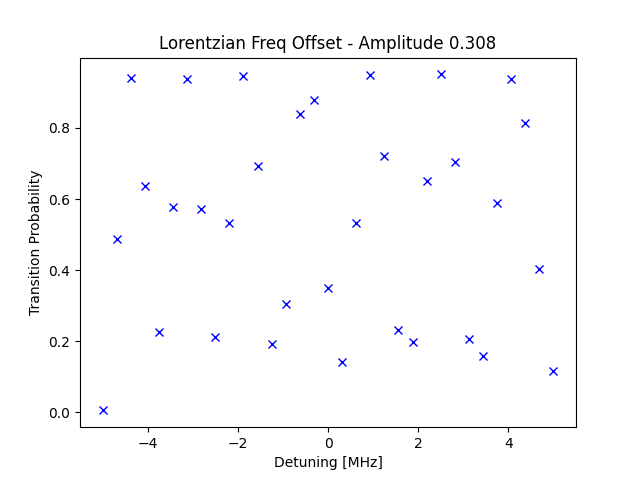 Lorentzian Freq Offset - Amplitude 0.308
Transition Probability
0.8
0.6
0.4
0.2
0.0
−4 −2 0 2 4
Detuning [MHz]